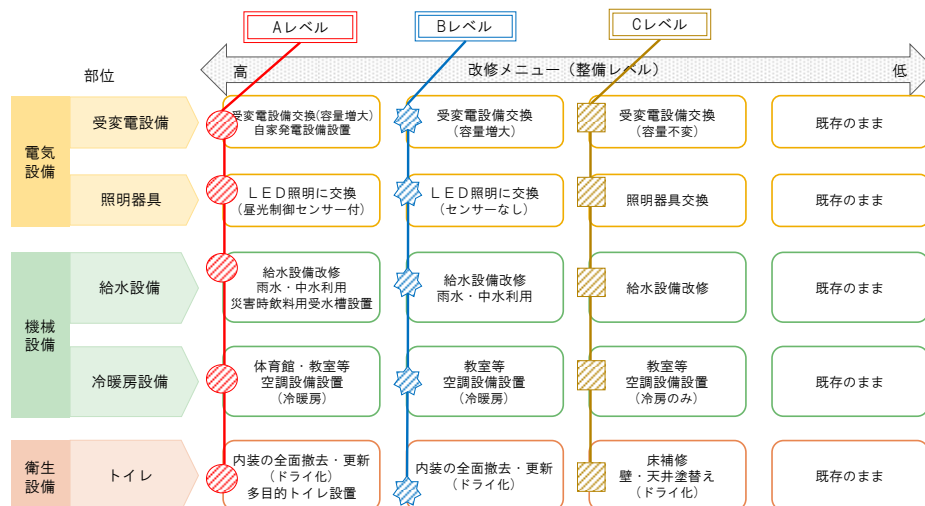 Aレベル
Bレベル
Cレベル
部位
高
改修メニュー（整備レベル）
低
電気
設備
受変電設備
受変電設備交換(容量増大)
自家発電設備設置
受変電設備交換
(容量増大)
受変電設備交換
(容量不変)
既存のまま
照明器具
ＬＥＤ照明に交換
(昼光制御センサー付)
ＬＥＤ照明に交換
(センサーなし)
照明器具交換
既存のまま
機械
設備
給水設備
給水設備改修
雨水・中水利用
災害時飲料用受水槽設置
給水設備改修
雨水・中水利用
給水設備改修
既存のまま
冷暖房設備
体育館・教室等
空調設備設置
(冷暖房)
教室等
空調設備設置
(冷暖房)
教室等
空調設備設置
(冷房のみ)
既存のまま
衛生
設備
トイレ
内装の全面撤去・更新
（ドライ化）
多目的トイレ設置
内装の全面撤去・更新
（ドライ化）
床補修
壁・天井塗替え
（ドライ化）
既存のまま